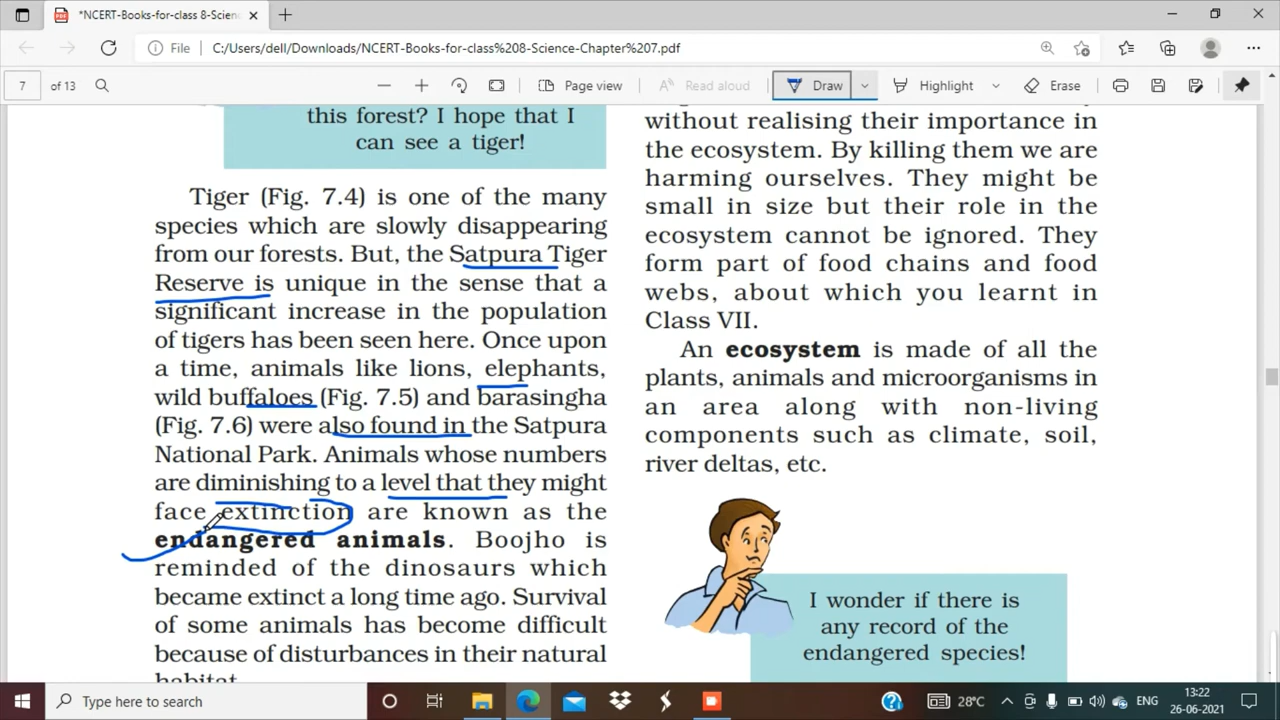 *NCERT-Books-for class 8-Scien
File C:/Users/dell/Downloads/NCERT-Books-for-class%208-Science-Chapter%207.pdf
7 of 13 Page view Read aloud Draw Highlight Erase
this forest? I hope that I
can see a tiger!
Tiger (Fig. 7.4) is one of the many
species which are slowly disappearing
from our forests. But, the Satpura Tiger
Reserve is unique in the sense that a
significant increase in the population
of tigers has been seen here. Once upon
a time, animals like lions, elephants,
wild buffaloes (Fig. 7.5) and barasingha
(Fig. 7.6) were also found in the Satpura
National Park. Animals whose numbers
are diminishing to a level that they might
face extinction are known as the
endangered animals. Boojho is
reminded of the dinosaurs which
became extinct a long time ago. Survival
of some animals has become difficult
because of disturbances in their natural
habitat
without realising their importance in
the ecosystem. By killing them we are
harming ourselves. They might be
small in size but their role in the
ecosystem cannot be ignored. They
form part of food chains and food
webs, about which you learnt in
Class VII.
An ecosystem is made of all the
plants, animals and microorganisms in
an area along with non-living
components such as climate, soil,
river deltas, etc.
I wonder if there is
any record of the
endangered species!
Type here to search
28°C ENG 13:22
26-06-2021